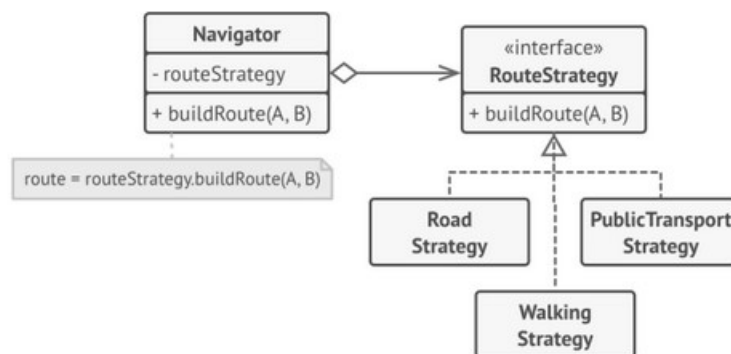 Navigator
- routeStrategy
+ buildRoute(A, B)
route = routeStrategy.buildRoute(A, B)
«interface»
RouteStrategy
+ buildRoute(A, B)
Road
Strategy
PublicTransport
Strategy
Walking
Strategy